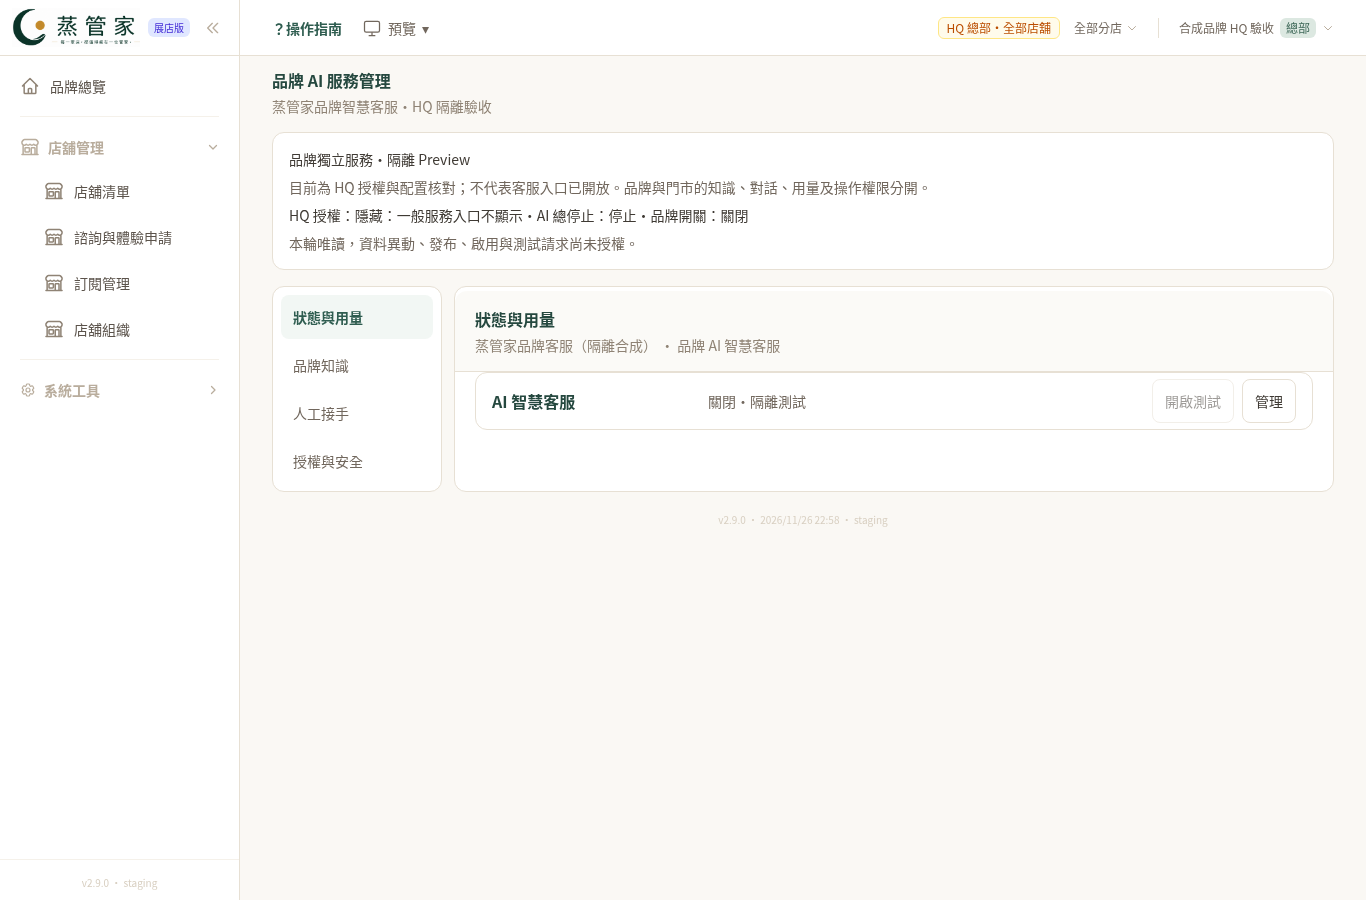 蒸管家
展店版
品牌總覽
店舖管理
店舖清單
諮詢與體驗申請
訂閱管理
店舖組織
系統工具
v2.9.0 · staging
? 操作指南
預覽 ▾
HQ 總部・全部店舖
全部分店
合成品牌 HQ 驗收
總部
品牌 AI 服務管理
蒸管家品牌智慧客服・HQ 隔離驗收
品牌獨立服務・隔離 Preview
目前為 HQ 授權與配置核對；不代表客服入口已開放。品牌與門市的知識、對話、用量及操作權限分開。
HQ 授權：隱藏：一般服務入口不顯示・AI 總停止：停止・品牌開關：關閉
本輪唯讀，資料異動、發布、啟用與測試請求尚未授權。
狀態與用量
品牌知識
人工接手
授權與安全
狀態與用量
蒸管家品牌客服（隔離合成） ・ 品牌 AI 智慧客服
AI 智慧客服
關閉・隔離測試
開啟測試
管理
v2.9.0 · 2026/11/26 22:58 · staging